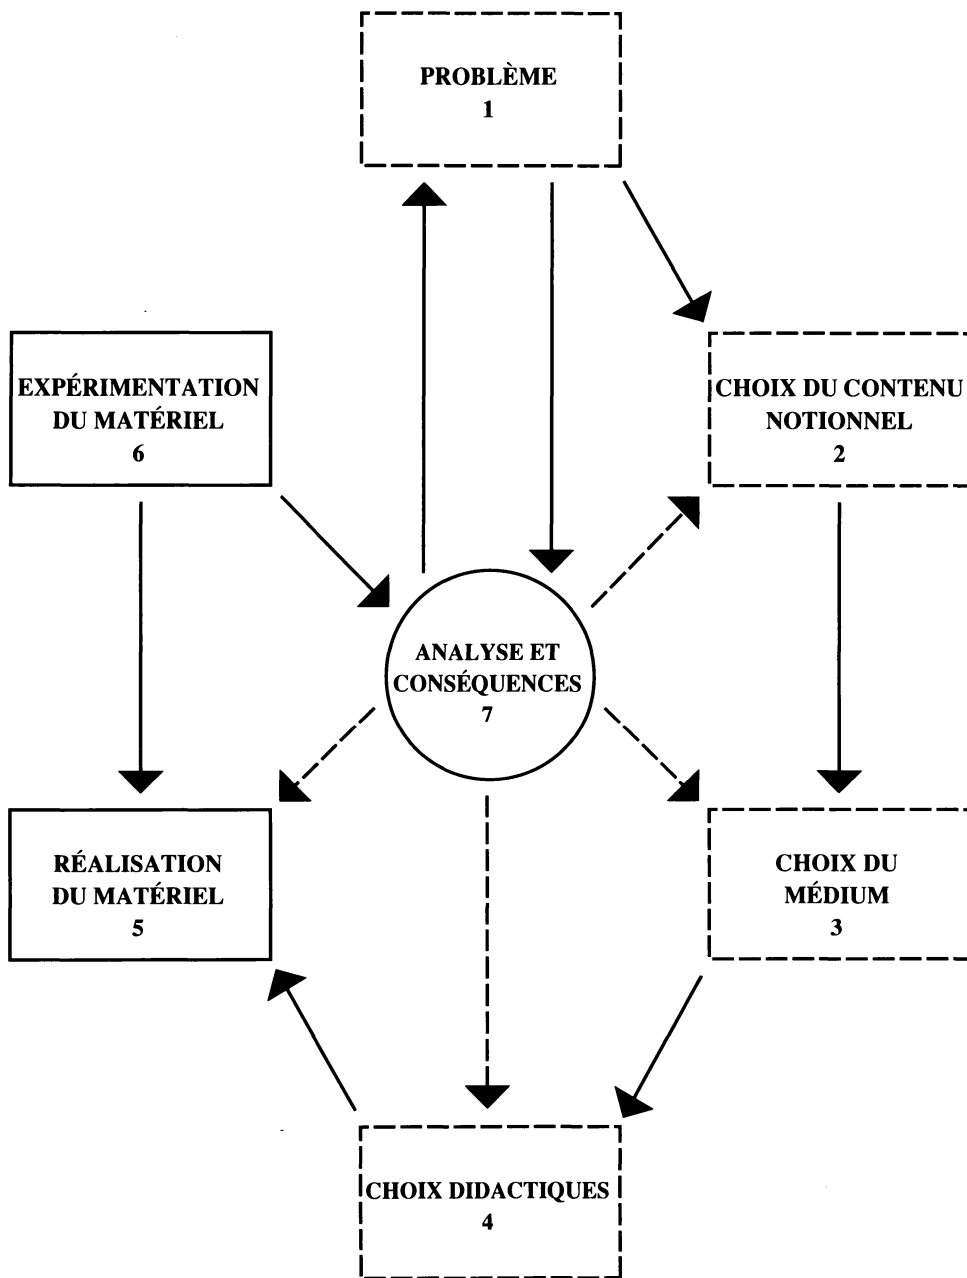 PROBLÈME
1
EXPÉRIMENTATION
DU MATÉRIEL
6
CHOIX DU CONTENU
NOTIONNEL
2
ANALYSE ET
CONSÉQUENCES
7
RÉALISATION
DU MATÉRIEL
5
CHOIX DU
MÉDIUM
3
CHOIX DIDACTIQUES
4